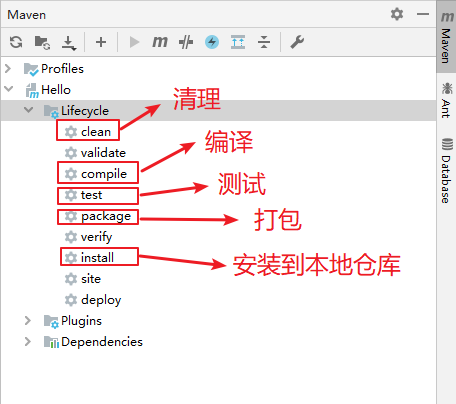 Maven
Profiles
Hello
Lifecycle
clean
清理
validate
compile
编译
test
测试
package
打包
verify
install
安装到本地仓库
site
deploy
Plugins
Dependencies
m
Maven
Ant
Database